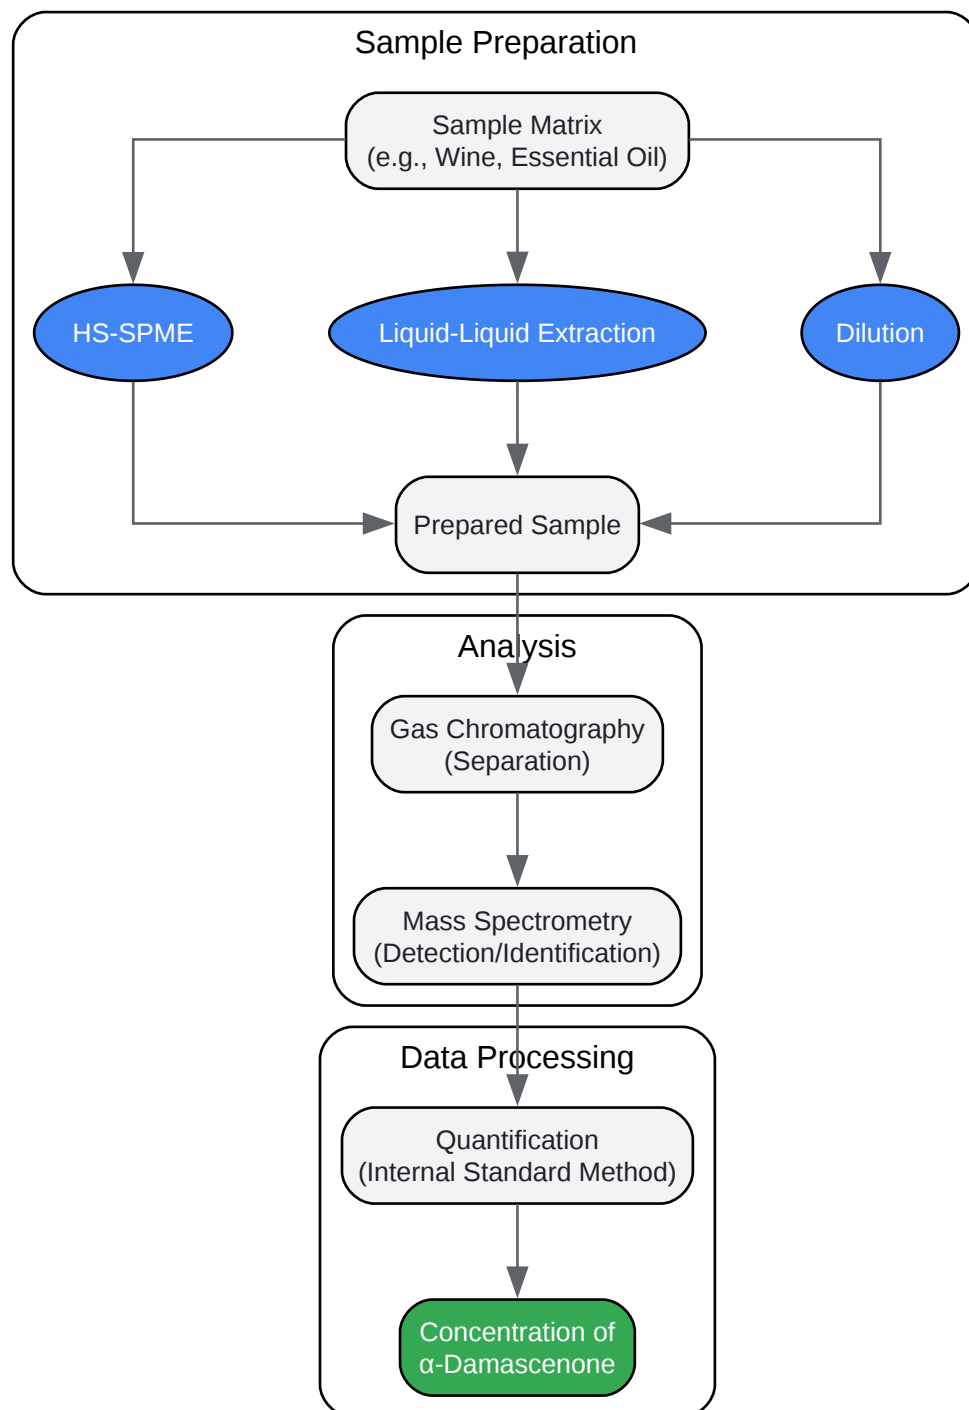 Sample Preparation
Sample Matrix
(e.g., Wine, Essential Oil)
HS-SPME
Liquid-Liquid Extraction
Dilution
Prepared Sample
Analysis
Gas Chromatography
(Separation)
Mass Spectrometry
(Detection/Identification)
Data Processing
Quantification
(Internal Standard Method)
Concentration of
α-Damascenone